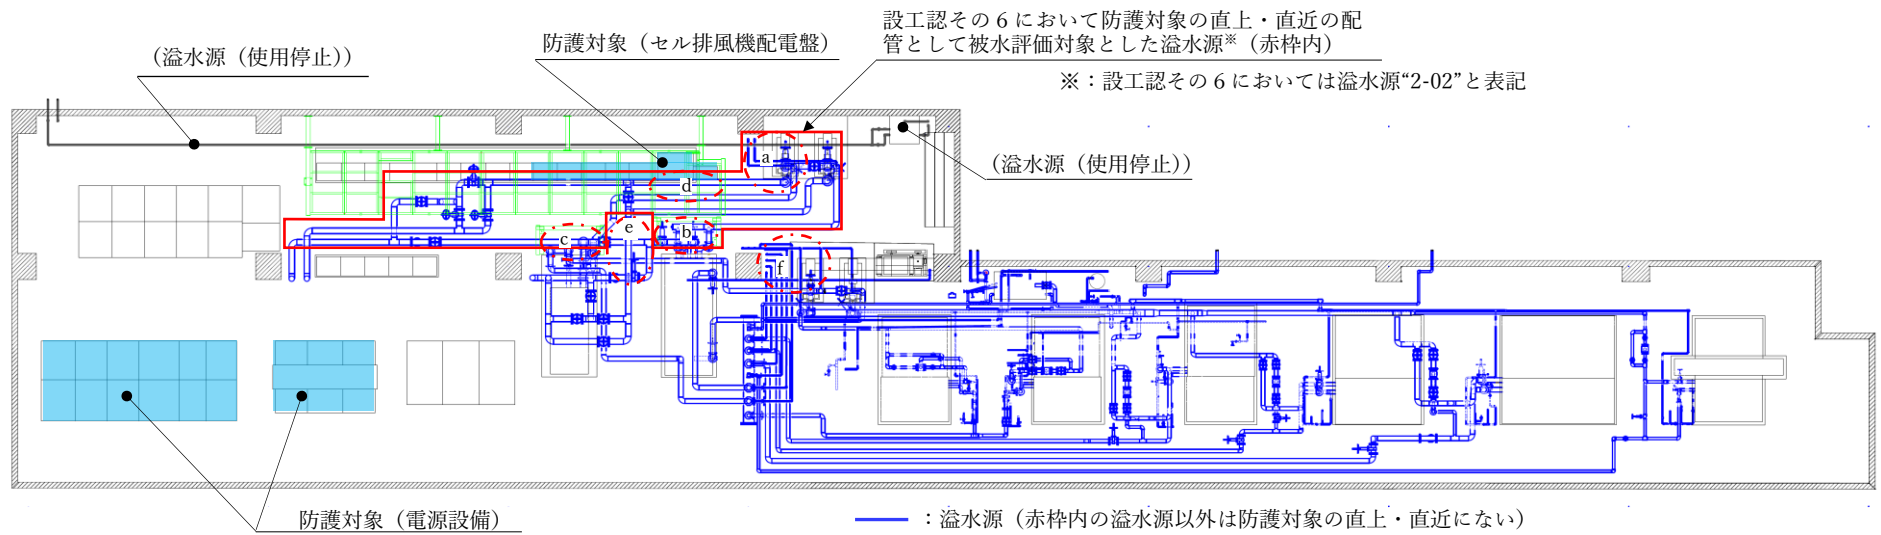 設工認その６において防護対象の直上・直近の配
管として被水評価対象とした溢水源※（赤枠内）
防護対象（セル排風機配電盤）
（溢水源（使用停止））
※：設工認その６においては溢水源“2-02”と表記
（溢水源（使用停止））
a
d
e
b
c
f
防護対象（電源設備）
：溢水源（赤枠内の溢水源以外は防護対象の直上・直近にない）